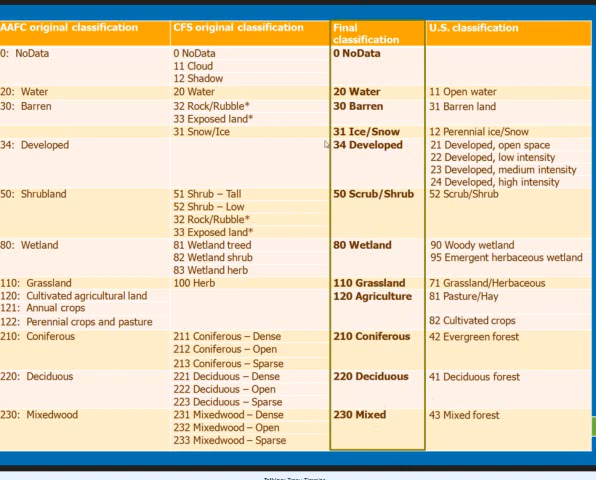 AAFC original classification CFS original classification Final classification U.S. classification
0: NoData 0 NoData 0 NoData
11 Cloud
12 Shadow
20: Water 20 Water 20 Water 11 Open water
30: Barren 32 Rock/Rubble* 30 Barren 31 Barren land
33 Exposed land*
31 Snow/Ice 31 Ice/Snow 12 Perennial ice/Snow
34: Developed 34 Developed 21 Developed, open space
22 Developed, low intensity
23 Developed, medium intensity
24 Developed, high intensity
50: Shrubland 51 Shrub – Tall 50 Scrub/Shrub 52 Scrub/Shrub
52 Shrub – Low
32 Rock/Rubble*
33 Exposed land*
80: Wetland 81 Wetland treed 80 Wetland 90 Woody wetland
82 Wetland shrub 95 Emergent herbaceous wetland
83 Wetland herb
110: Grassland 100 Herb 110 Grassland 71 Grassland/Herbaceous
120: Cultivated agricultural land 120 Agriculture 81 Pasture/Hay
121: Annual crops
122: Perennial crops and pasture 82 Cultivated crops
210: Coniferous 211 Coniferous – Dense 210 Coniferous 42 Evergreen forest
212 Coniferous – Open
213 Coniferous – Sparse
220: Deciduous 221 Deciduous – Dense 220 Deciduous 41 Deciduous forest
222 Deciduous – Open
223 Deciduous – Sparse
230: Mixedwood 231 Mixedwood – Dense 230 Mixed 43 Mixed forest
232 Mixedwood – Open
233 Mixedwood – Sparse